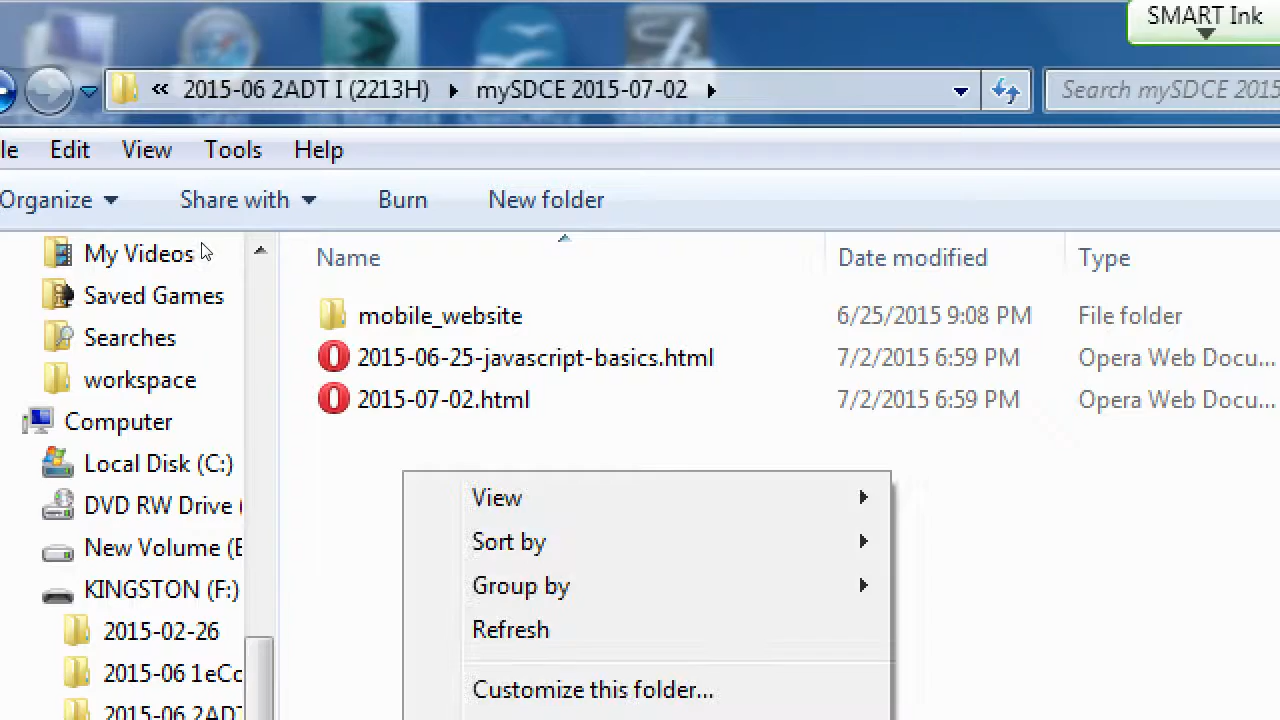 SMART Ink
« 2015-06 2ADT I (2213H) mySDCE 2015-07-02
Search mySDCE 2015
le Edit View Tools Help
Organize Share with Burn New folder
Name Date modified Type
My Videos
Saved Games
Searches
workspace
Computer
Local Disk (C:)
DVD RW Drive (
New Volume (E
KINGSTON (F:)
2015-02-26
2015-06 1eCo
2015-06 2ADT
mobile_website 6/25/2015 9:08 PM File folder
2015-06-25-javascript-basics.html 7/2/2015 6:59 PM Opera Web Docu...
2015-07-02.html 7/2/2015 6:59 PM Opera Web Docu...
View
Sort by
Group by
Refresh
Customize this folder...